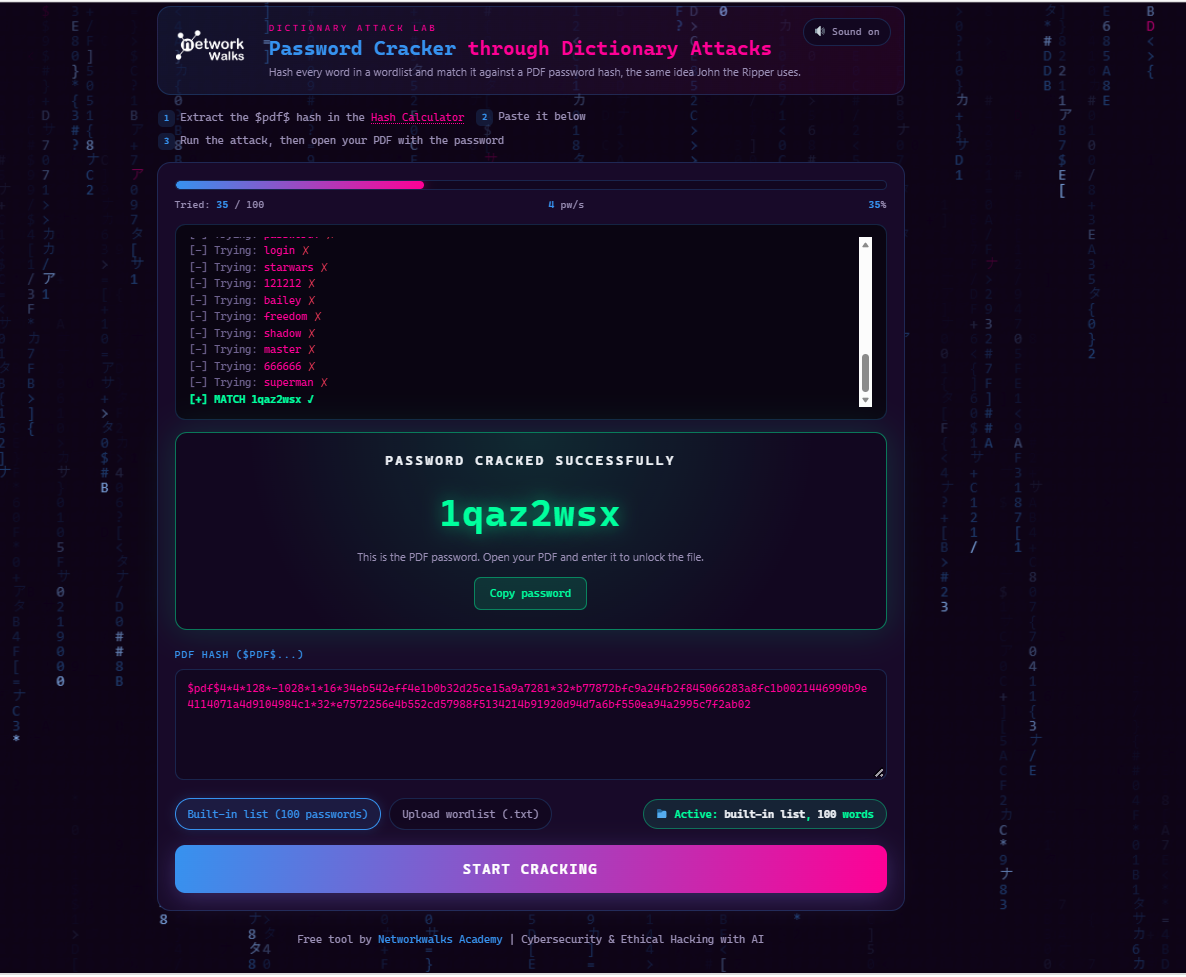 network
Walks
DICTIONARY ATTACK LAB
Password Cracker through Dictionary Attacks
Hash every word in a wordlist and match it against a PDF password hash, the same idea John the Ripper uses.
Sound on
1 Extract the $pdf$ hash in the Hash Calculator 2 Paste it below
3 Run the attack, then open your PDF with the password
Tried: 35 / 100 4 pw/s 35%
[-] Trying: login ✗
[-] Trying: starwars ✗
[-] Trying: 121212 ✗
[-] Trying: bailey ✗
[-] Trying: freedom ✗
[-] Trying: shadow ✗
[-] Trying: master ✗
[-] Trying: 666666 ✗
[-] Trying: superman ✗
[+] MATCH 1qaz2wsx ✓
PASSWORD CRACKED SUCCESSFULLY
1qaz2wsx
This is the PDF password. Open your PDF and enter it to unlock the file.
Copy password
PDF HASH ($PDF$...)
$pdf$4*4*128*-1028*1*16*34eb542eff4e1b0b32d25ce15a9a7281*32*b77872bfc9a24fb2f845066283a8fc1b0021446990b9e
4114071a4d9104984c1*32*e7572256e4b552cd57988f5134214b91920d94d7a6bf550ea94a2995c7f2ab02
Built-in list (100 passwords)
Upload wordlist (.txt)
Active: built-in list, 100 words
START CRACKING
Free tool by Networkwalks Academy | Cybersecurity & Ethical Hacking with AI